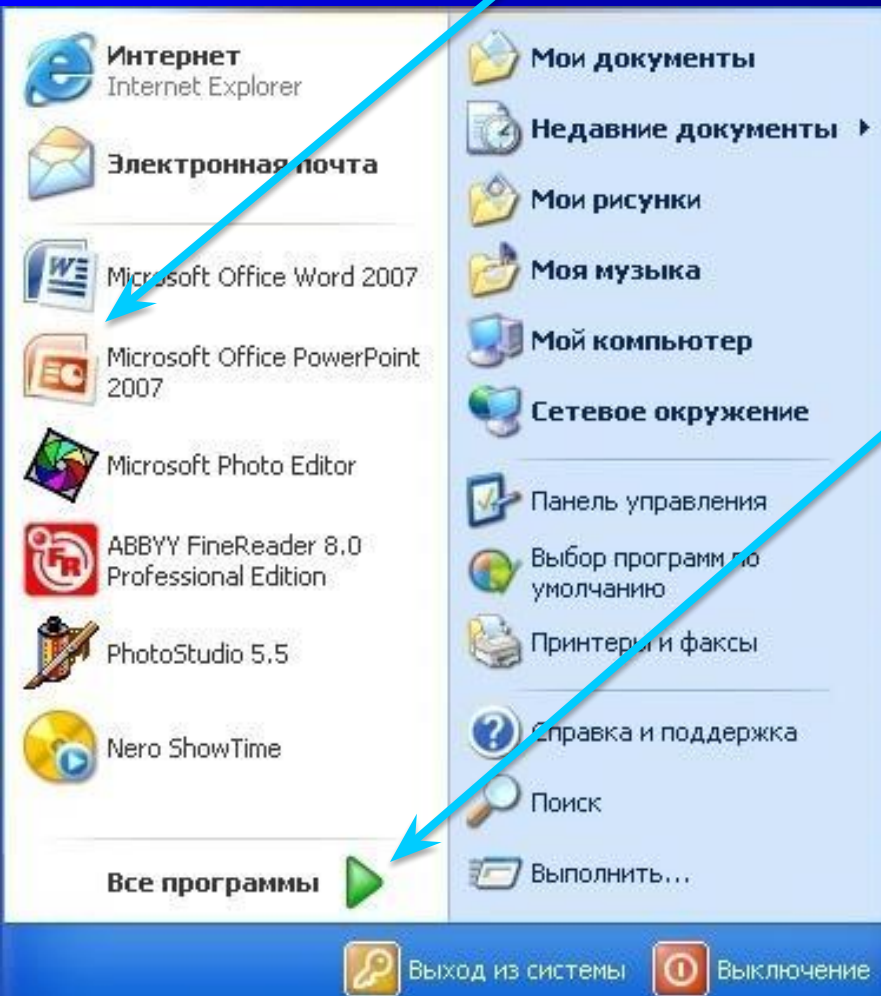 Интернет
Internet Explorer
Электронная почта
Microsoft Office Word 2007
Microsoft Office PowerPoint
2007
Microsoft Photo Editor
ABBYY FineReader 8.0
Professional Edition
PhotoStudio 5.5
Nero ShowTime
Все программы
Мои документы
Недавние документы
Мои рисунки
Моя музыка
Мой компьютер
Сетевое окружение
Панель управления
Выбор программ по
умолчанию
Принтеры и факсы
Справка и поддержка
Поиск
Выполнить...
Выход из системы
Выключение